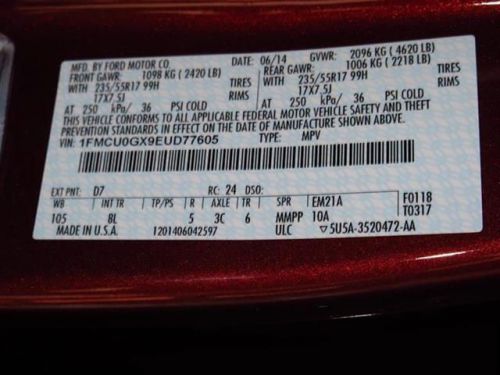 MFD. BY FORD MOTOR CO. DATE: 06/14 GVWR: 2096 KG ( 4620 LB)
FRONT GAWR: 1098 KG ( 2420 LB) REAR GAWR: 1006 KG ( 2218 LB)
WITH 235/55R17 99H TIRES WITH 235/55R17 99H TIRES
17X7.5J RIMS 17X7.5J RIMS
AT 250 kPa/ 36 PSI COLD AT 250 kPa/ 36 PSI COLD
THIS VEHICLE CONFORMS TO ALL APPLICABLE FEDERAL MOTOR VEHICLE SAFETY AND THEFT
PREVENTION STANDARDS IN EFFECT ON THE DATE OF MANUFACTURE SHOWN ABOVE.
VIN: 1FMCU0GX9EUD77605 TYPE: MPV
EXT PNT: D7 RC: 24 DSO:
WB TP/PS R AXLE TR SPR EM21A F0118
105 8L 5 3C 6 MMPP 10A T0317
MADE IN U.S.A. 1201406042597 ULC ▽5U5A-3520472-AA